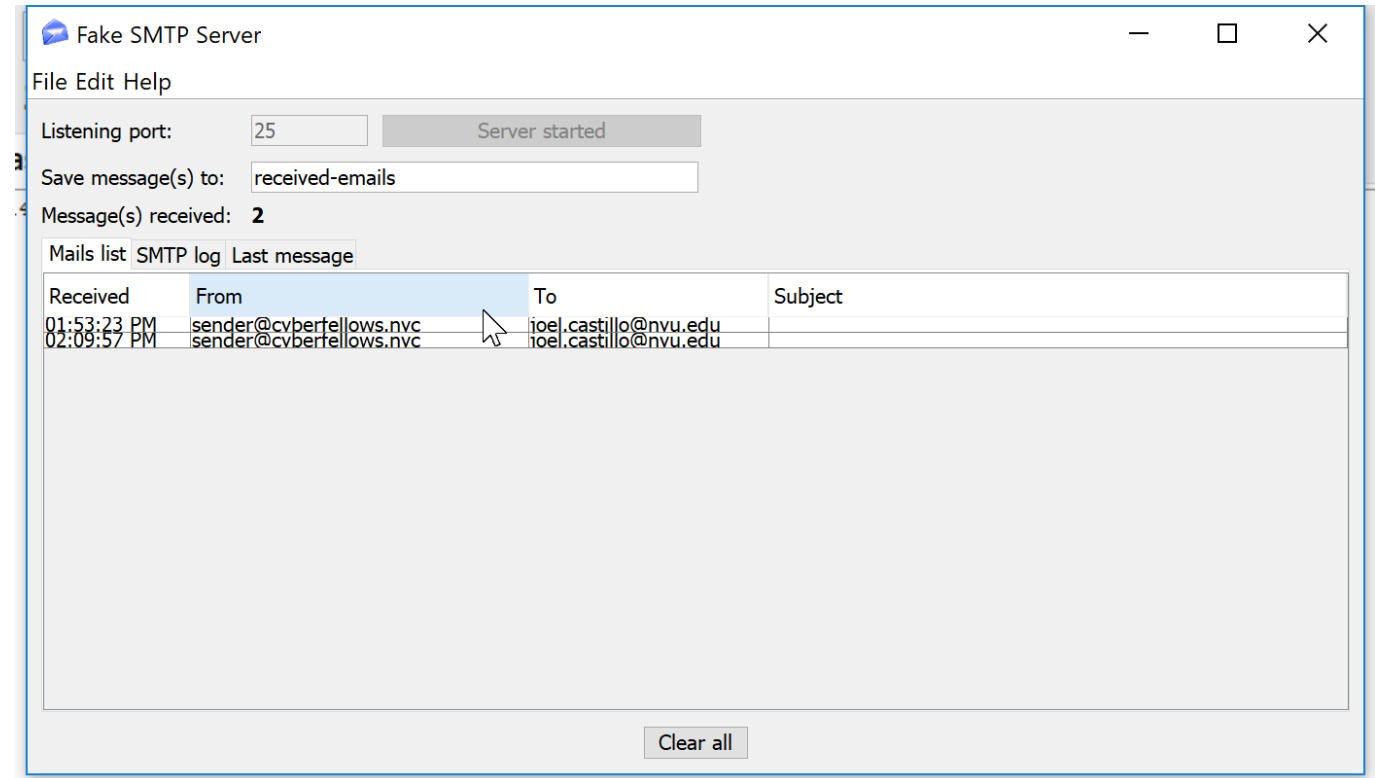 Fake SMTP Server
File Edit Help
Listening port: 25 Server started
Save message(s) to: received-emails
Message(s) received: 2
Mails list SMTP log Last message
Received From To Subject
01:53:23 PM sender@cyberfellows.nyc joel.castillo@nyu.edu
02:09:57 PM sender@cyberfellows.nyc joel.castillo@nyu.edu
Clear all